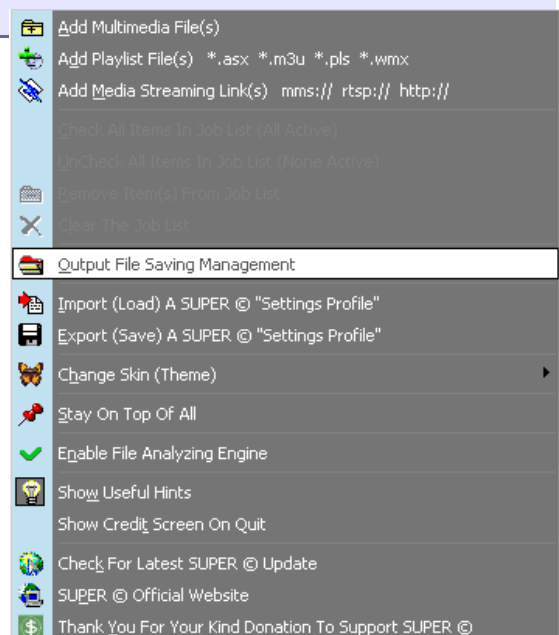 Add Multimedia File(s)
Add Playlist File(s) *.asx *.m3u *.pls *.wmx
Add Media Streaming Link(s) mms:// rtsp:// http://
Check All Items In Job List (All Active)
UnCheck All Items In Job List (None Active)
Remove Item(s) From Job List
Clear The Job List
Output File Saving Management
Import (Load) A SUPER © "Settings Profile"
Export (Save) A SUPER © "Settings Profile"
Change Skin (Theme)
Stay On Top Of All
Enable File Analyzing Engine
Show Useful Hints
Show Credit Screen On Quit
Check For Latest SUPER © Update
SUPER © Official Website
Thank You For Your Kind Donation To Support SUPER ©